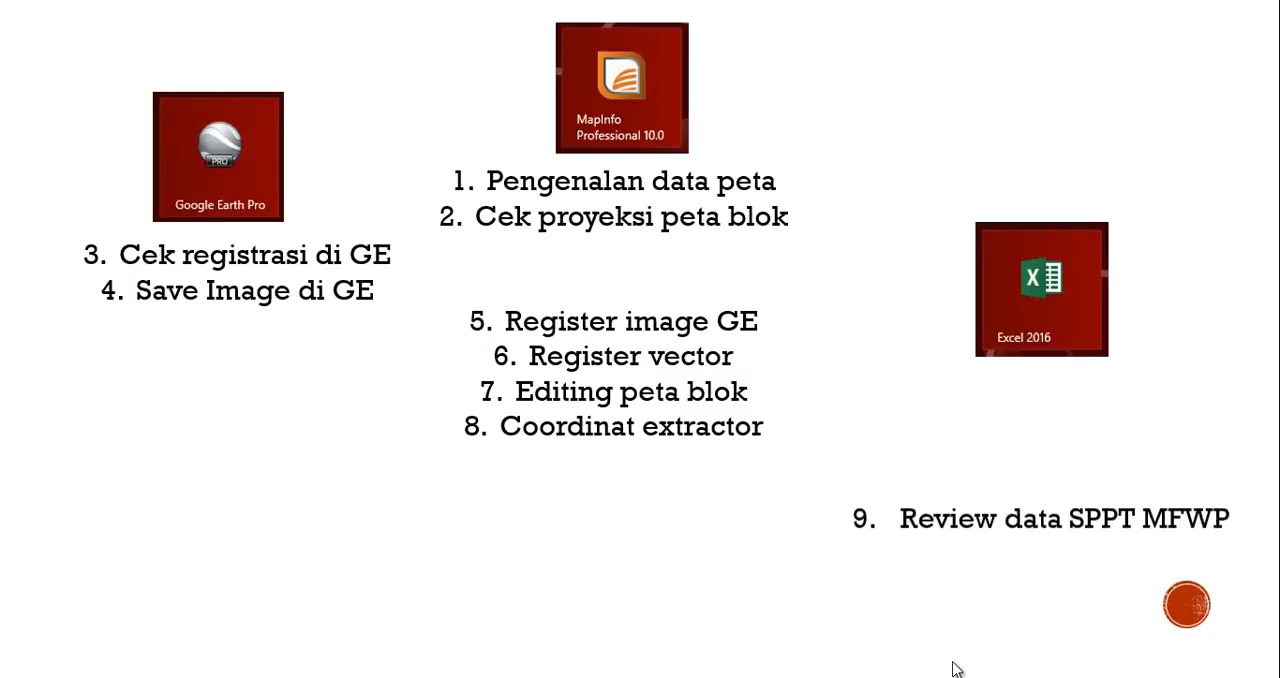 MapInfo
Professional 10.0
PRO
Google Earth Pro
1. Pengenalan data peta
2. Cek proyeksi peta blok
3. Cek registrasi di GE
4. Save Image di GE
5. Register image GE
6. Register vector
7. Editing peta blok
8. Coordinat extractor
X
Excel 2016
9. Review data SPPT MFWP